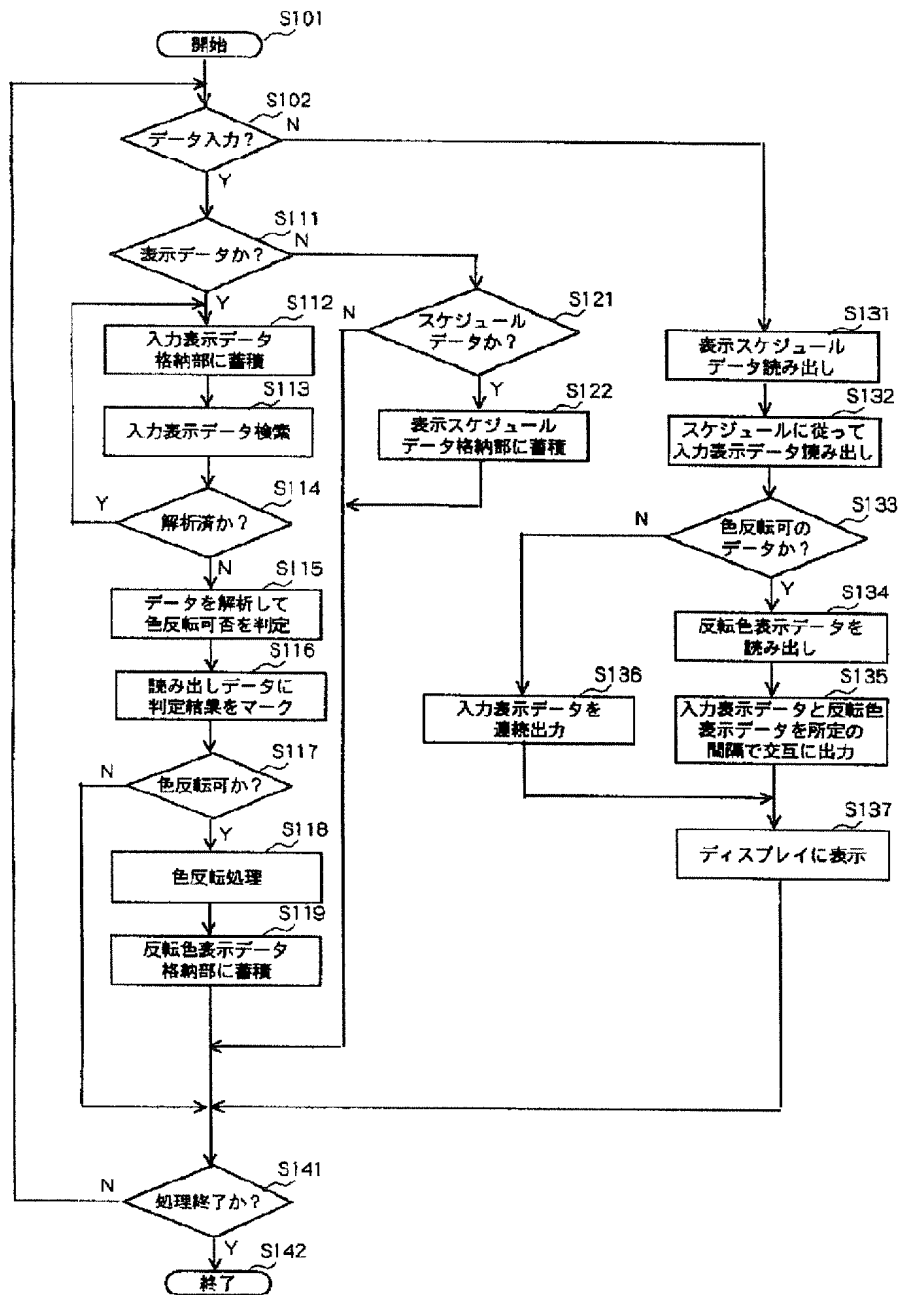 S101
開始
S102
データ入力？
N
Y
S111
表示データか？
N
Y
S112
入力表示データ
格納部に蓄積
S113
入力表示データ検索
S114
Y
解析済か？
N
S115
データを解析して
色反転可否を判定
S116
読み出しデータに
判定結果をマーク
S117
N
色反転可か？
Y
S118
色反転処理
S119
反転色表示データ
格納部に蓄積
S121
N
スケジュール
データか？
Y
S122
表示スケジュール
データ格納部に蓄積
S131
表示スケジュール
データ読み出し
S132
スケジュールに従って
入力表示データ読み出し
S133
N
色反転可の
データか？
Y
S134
反転色表示データを
読み出し
S135
入力表示データと反転色
表示データを所定の
間隔で交互に出力
S136
入力表示データを
連続出力
S137
ディスプレイに表示
S141
N
処理終了か？
Y
S142
終了